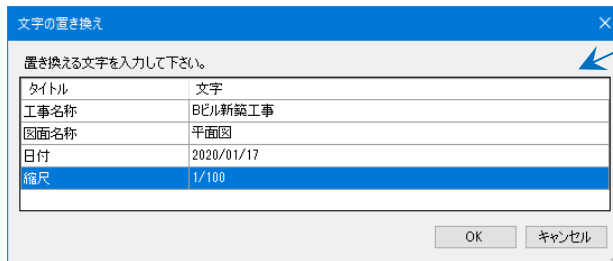 文字の置き換え
置き換える文字を入力して下さい。
タイトル 文字
工事名称 Bビル新築工事
図面名称 平面図
日付 2020/01/17
縮尺 1/100
OK キャンセル